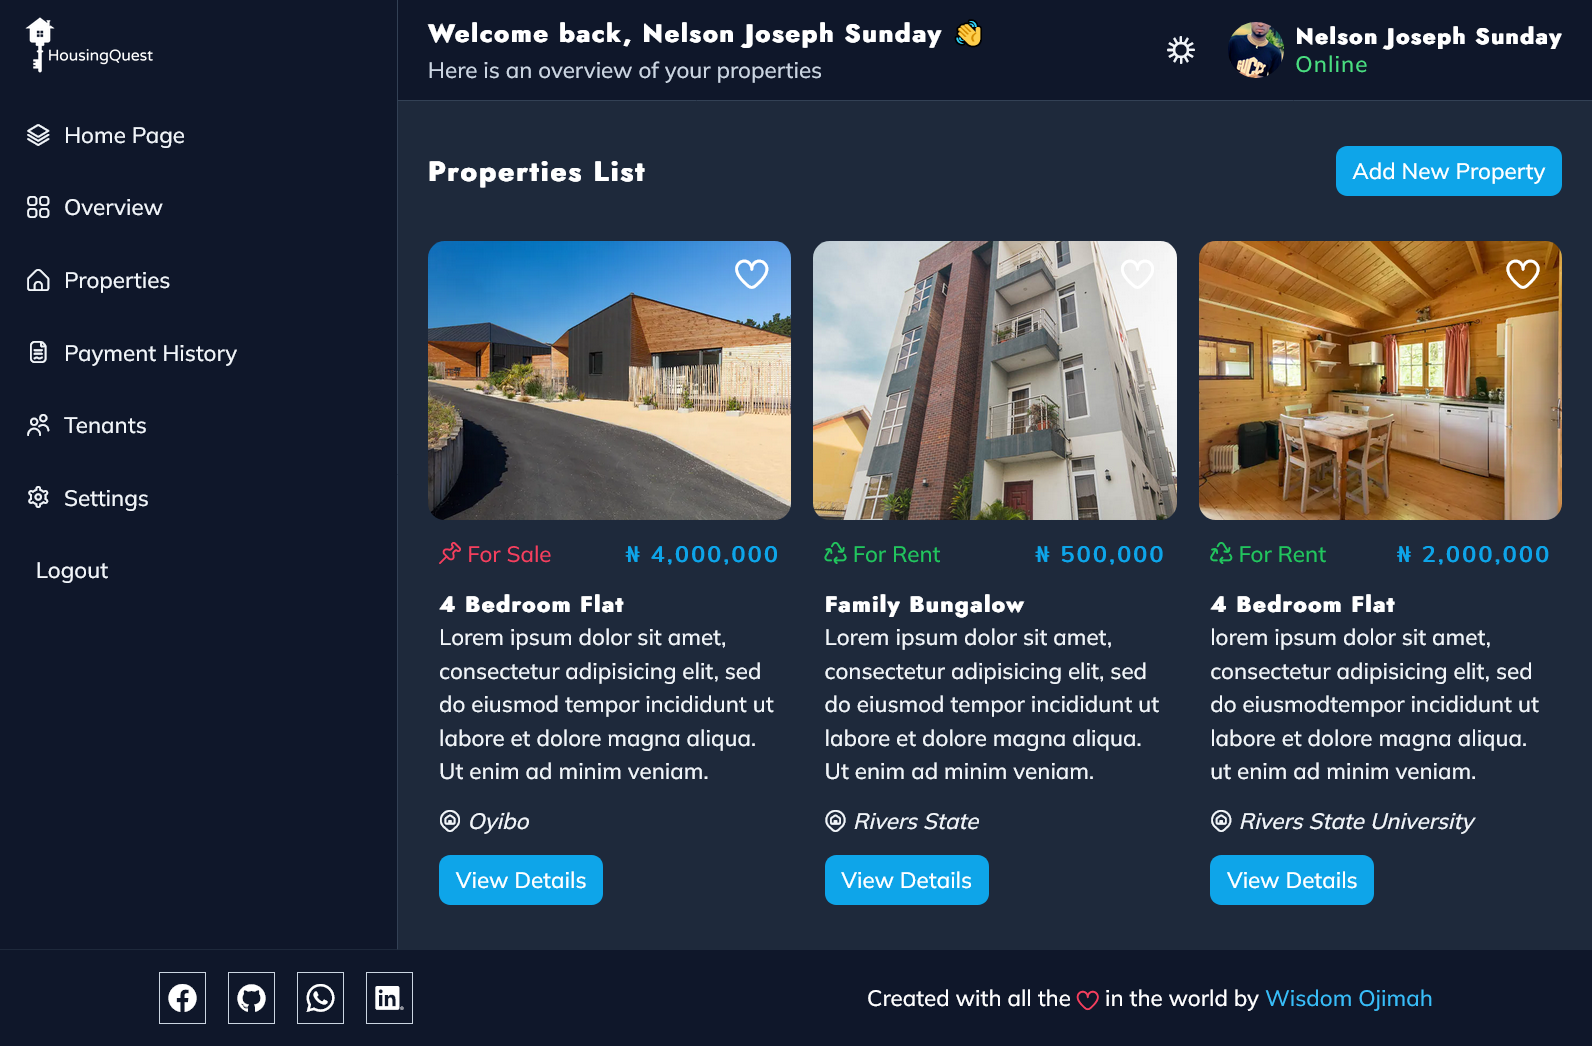 HousingQuest
Home Page
Overview
Properties
Payment History
Tenants
Settings
Logout
Welcome back, Nelson Joseph Sunday 👋
Here is an overview of your properties
Nelson Joseph Sunday
Online
Properties List
Add New Property
For Sale ₦ 4,000,000
4 Bedroom Flat
Lorem ipsum dolor sit amet,
consectetur adipisicing elit, sed
do eiusmod tempor incididunt ut
labore et dolore magna aliqua.
Ut enim ad minim veniam.
Oyibo
View Details
For Rent ₦ 500,000
Family Bungalow
Lorem ipsum dolor sit amet,
consectetur adipisicing elit, sed
do eiusmod tempor incididunt ut
labore et dolore magna aliqua.
Ut enim ad minim veniam.
Rivers State
View Details
For Rent ₦ 2,000,000
4 Bedroom Flat
lorem ipsum dolor sit amet,
consectetur adipisicing elit, sed
do eiusmodtempor incididunt ut
labore et dolore magna aliqua.
ut enim ad minim veniam.
Rivers State University
View Details
in
Created with all the in the world by Wisdom Ojimah